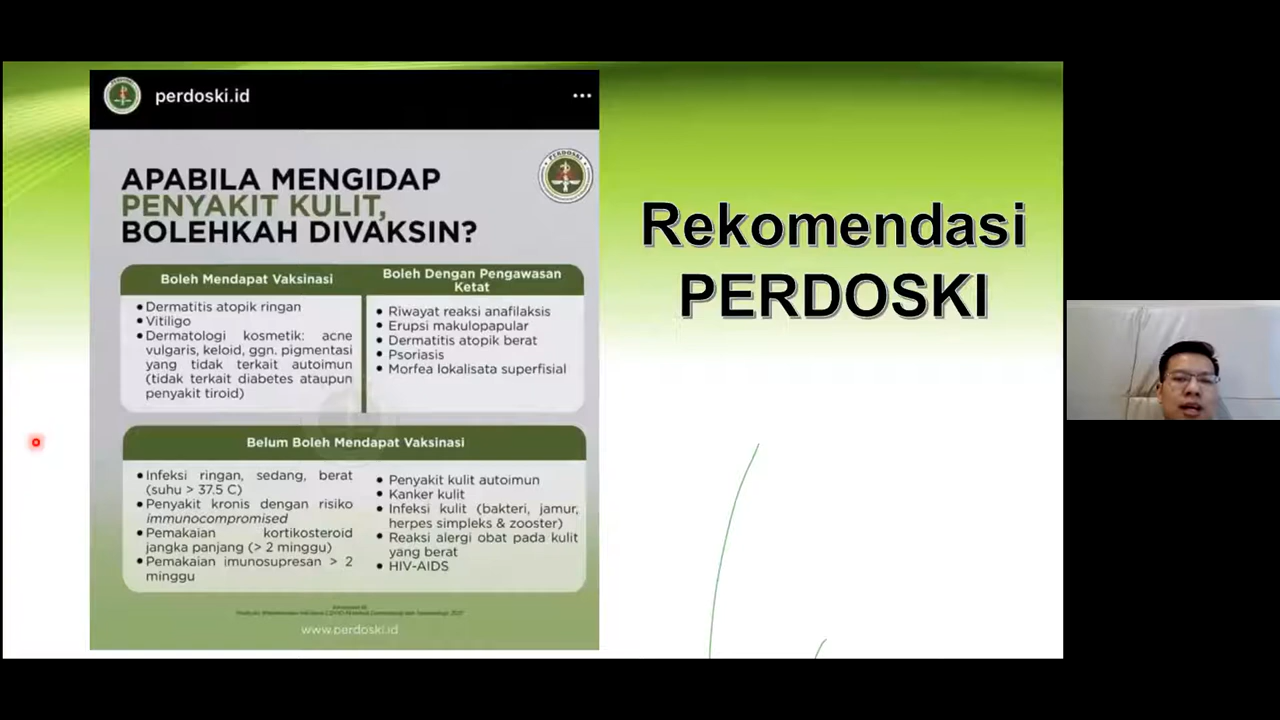 perdoski.id
APABILA MENGIDAP
PENYAKIT KULIT,
BOLEHKAH DIVAKSIN?
PERDOSKI
Boleh Mendapat Vaksinasi
• Dermatitis atopik ringan
• Vitiligo
• Dermatologi kosmetik: acne
vulgaris, keloid, ggn. pigmentasi
yang tidak terkait autoimun
(tidak terkait diabetes ataupun
penyakit tiroid)
Boleh Dengan Pengawasan
Ketat
• Riwayat reaksi anafilaksis
• Erupsi makulopapular
• Dermatitis atopik berat
• Psoriasis
• Morfea lokalisata superfisial
Belum Boleh Mendapat Vaksinasi
• Infeksi ringan, sedang, berat
(suhu > 37.5 C)
• Penyakit kronis dengan risiko
immunocompromised
• Pemakaian kortikosteroid
jangka panjang (> 2 minggu)
• Pemakaian imunosupresan > 2
minggu
• Penyakit kulit autoimun
• Kanker kulit
• Infeksi kulit (bakteri, jamur,
herpes simpleks & zooster)
• Reaksi alergi obat pada kulit
yang berat
• HIV-AIDS
www.perdoski.id
Rekomendasi
PERDOSKI